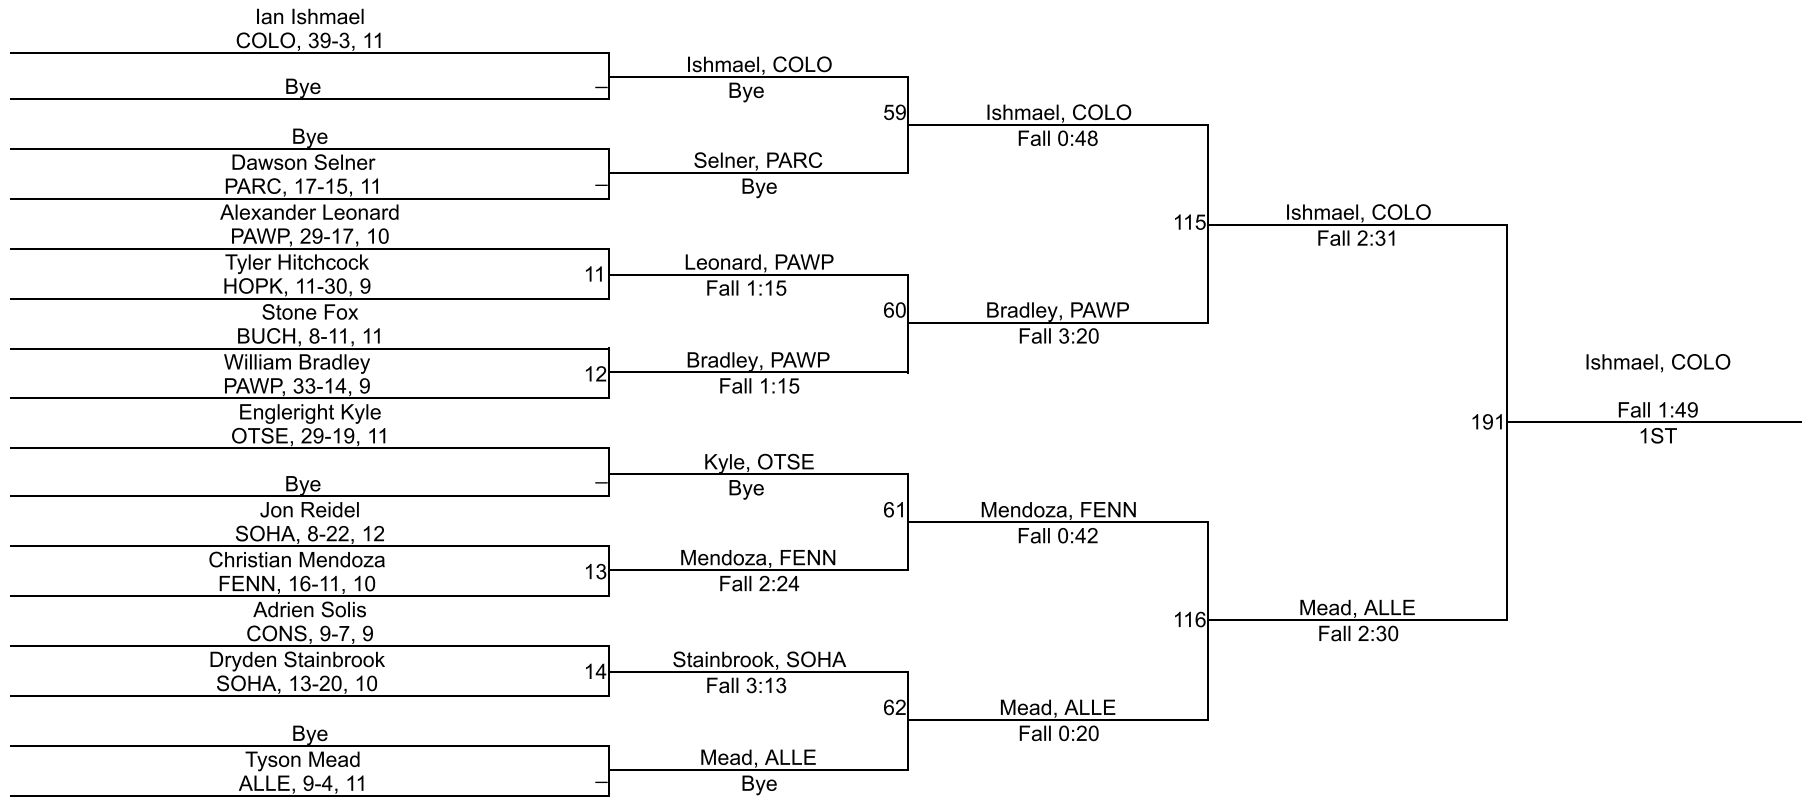 Ian Ishmael
COLO, 39-3, 11
Bye
–
Bye
Dawson Selner
PARC, 17-15, 11
–
Alexander Leonard
PAWP, 29-17, 10
Tyler Hitchcock
HOPK, 11-30, 9
11
Stone Fox
BUCH, 8-11, 11
William Bradley
PAWP, 33-14, 9
12
Engleright Kyle
OTSE, 29-19, 11
Bye
–
Jon Reidel
SOHA, 8-22, 12
Christian Mendoza
FENN, 16-11, 10
13
Adrien Solis
CONS, 9-7, 9
Dryden Stainbrook
SOHA, 13-20, 10
14
Bye
Tyson Mead
ALLE, 9-4, 11
–
Ishmael, COLO
Bye
59
Selner, PARC
Bye
Leonard, PAWP
Fall 1:15
60
Bradley, PAWP
Fall 1:15
Kyle, OTSE
Bye
61
Mendoza, FENN
Fall 2:24
Stainbrook, SOHA
Fall 3:13
62
Mead, ALLE
Bye
Ishmael, COLO
Fall 0:48
115
Bradley, PAWP
Fall 3:20
Mendoza, FENN
Fall 0:42
116
Mead, ALLE
Fall 0:20
Ishmael, COLO
Fall 2:31
191
Mead, ALLE
Fall 2:30
Ishmael, COLO
Fall 1:49
1ST